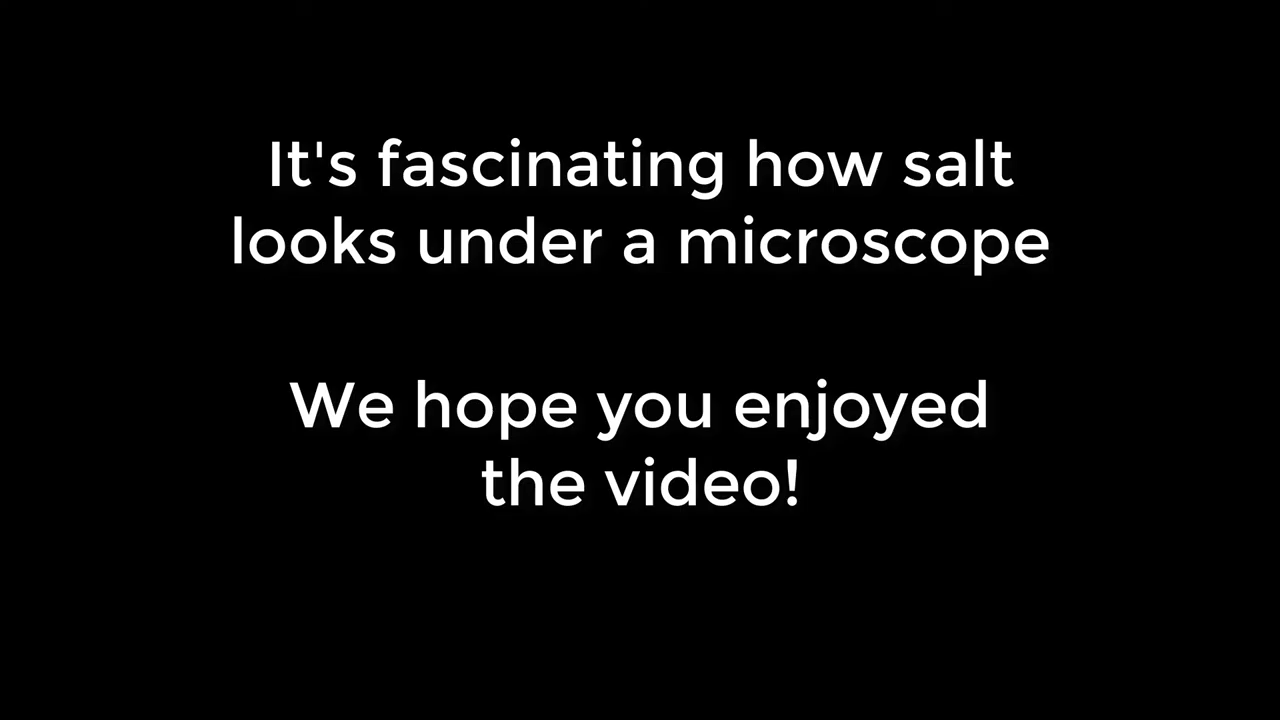 It's fascinating how salt
looks under a microscope
We hope you enjoyed
the video!